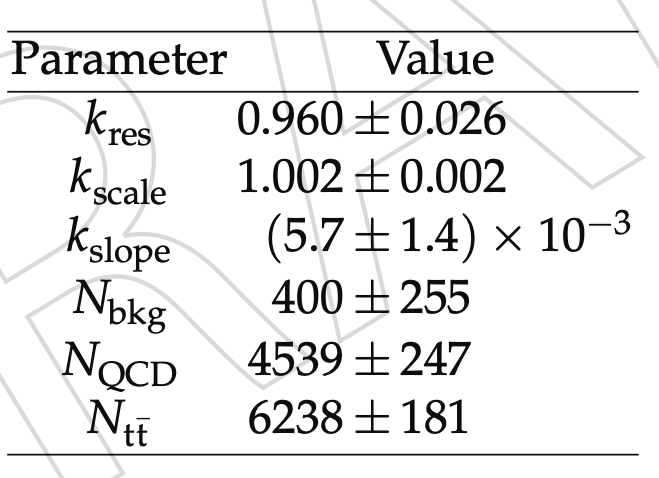 Parameter Value
k_res 0.960 ± 0.026
k_scale 1.002 ± 0.002
k_slope (5.7 ± 1.4) × 10⁻³
N_bkg 400 ± 255
N_QCD 4539 ± 247
N_tt̄ 6238 ± 181